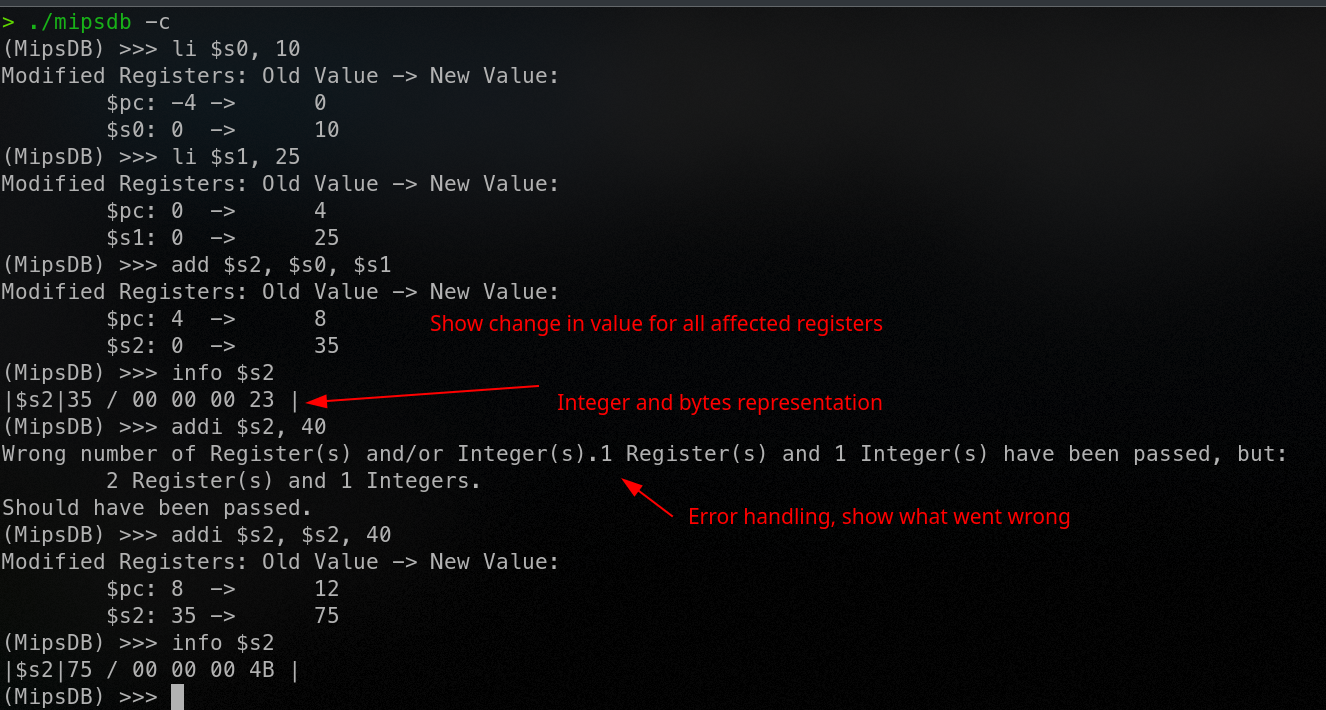 > ./mipsdb -c
(MipsDB) >>> li $s0, 10
Modified Registers: Old Value -> New Value:
        $pc: -4 ->      0
        $s0: 0  ->      10
(MipsDB) >>> li $s1, 25
Modified Registers: Old Value -> New Value:
        $pc: 0  ->      4
        $s1: 0  ->      25
(MipsDB) >>> add $s2, $s0, $s1
Modified Registers: Old Value -> New Value:
        $pc: 4  ->      8
Show change in value for all affected registers
        $s2: 0  ->      35
(MipsDB) >>> info $s2
|$s2|35 / 00 00 00 23 |
Integer and bytes representation
(MipsDB) >>> addi $s2, 40
Wrong number of Register(s) and/or Integer(s).1 Register(s) and 1 Integer(s) have been passed, but:
        2 Register(s) and 1 Integers.
Should have been passed.
Error handling, show what went wrong
(MipsDB) >>> addi $s2, $s2, 40
Modified Registers: Old Value -> New Value:
        $pc: 8  ->      12
        $s2: 35 ->      75
(MipsDB) >>> info $s2
|$s2|75 / 00 00 00 4B |
(MipsDB) >>>